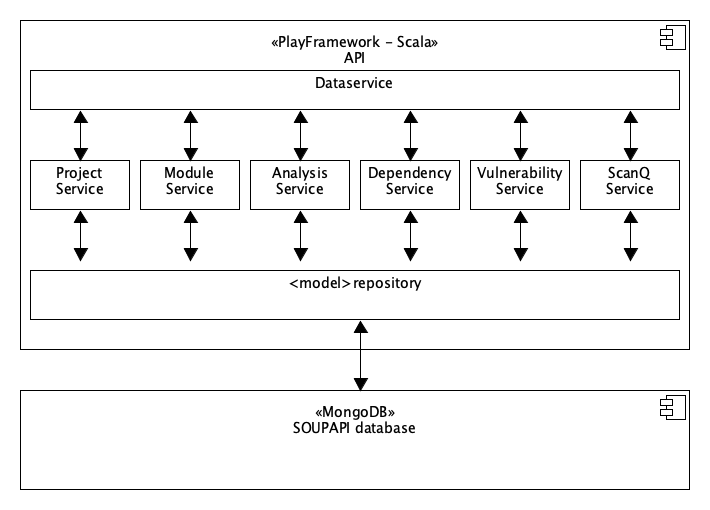 «PlayFramework - Scala»
API
Dataservice
Project
Service
Module
Service
Analysis
Service
Dependency
Service
Vulnerability
Service
ScanQ
Service
<model>repository
«MongoDB»
SOUPAPI database